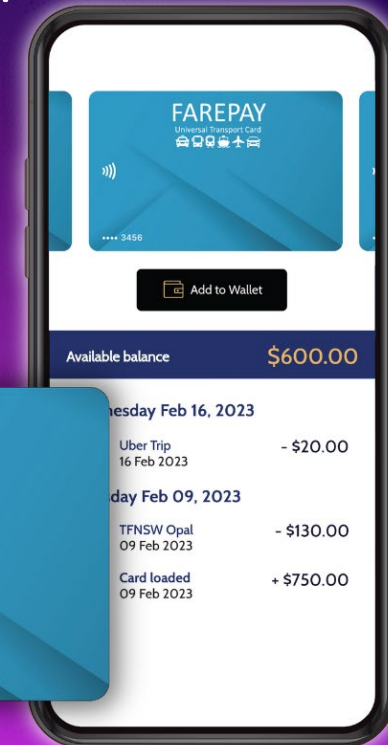 FAREPAY
Universal Transport Card
•••• 3456
Add to Wallet
Available balance $600.00
nesday Feb 16, 2023
Uber Trip - $20.00
16 Feb 2023
day Feb 09, 2023
TFNSW Opal - $130.00
09 Feb 2023
Card loaded + $750.00
09 Feb 2023